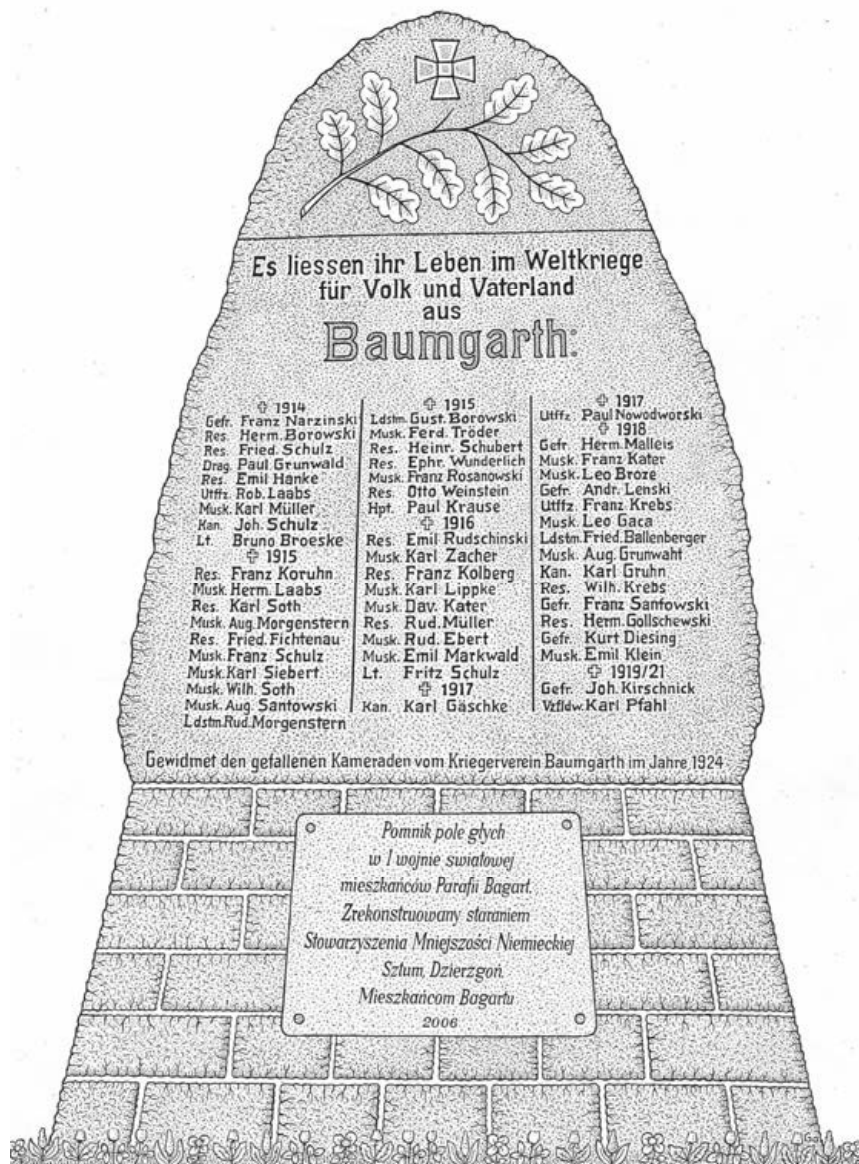 Es liessen ihr Leben im Weltkriege
für Volk und Vaterland
aus
Baumgarth:
✠ 1914
Gefr. Franz Narzinski
Res. Herm. Borowski
Res. Fried. Schulz
Drag. Paul Grunwald
Res. Emil Hanke
Utffz. Rob. Laabs
Musk. Karl Müller
Kan. Joh. Schulz
Lt. Bruno Broeske
✠ 1915
Res. Franz Koruhn
Musk. Herm. Laabs
Res. Karl Soth
Musk. Aug. Morgenstern
Res. Fried. Fichtenau
Musk. Franz Schulz
Musk. Karl Siebert
Musk. Wilh. Soth
Musk. Aug. Santowski
Ldstm. Rud. Morgenstern
✠ 1915
Ldstm. Gust. Borowski
Musk. Ferd. Tröder
Res. Heinr. Schubert
Res. Ephr. Wunderlich
Musk. Franz Rosanowski
Res. Otto Weinstein
Hpt. Paul Krause
✠ 1916
Res. Emil Rudschinski
Musk. Karl Zacher
Res. Franz Kolberg
Musk. Karl Lippke
Musk. Dav. Kater
Res. Rud. Müller
Musk. Rud. Ebert
Musk. Emil Markwald
Lt. Fritz Schulz
✠ 1917
Kan. Karl Gäschke
✠ 1917
Utffz. Paul Nowodworski
✠ 1918
Gefr. Herm. Malleis
Musk. Franz Kater
Musk. Leo Broze
Gefr. Andr. Lenski
Utffz. Franz Krebs
Musk. Leo Gaca
Ldstm. Fried. Ballenberger
Musk. Aug. Grunwaht
Kan. Karl Gruhn
Res. Wilh. Krebs
Gefr. Franz Santowski
Res. Herm. Gollschewski
Gefr. Kurt Diesing
Musk. Emil Klein
✠ 1919/21
Gefr. Joh. Kirschnick
Vzfldw. Karl Pfahl
Gewidmet den gefallenen Kameraden vom Kriegerverein Baumgarth im Jahre 1924
Pomnik pole głych
w I wojnie swiatowej
mieszkańców Parafii Bagart.
Zrekonstruowany staraniem
Stowarzyszenia Mniejszości Niemieckiej
Sztum, Dzierzgoń.
Mieszkańcom Bagartu
2006